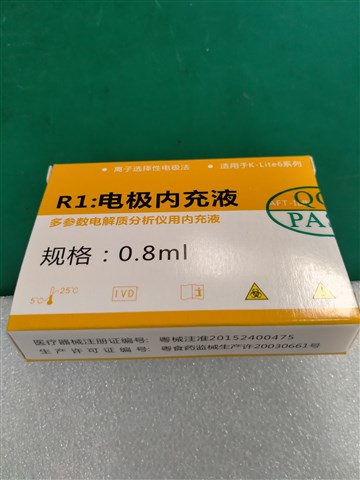 • 离子选择性电极法 • 适用于K-Lite6系列
R1:电极内充液
多参数电解质分析仪用内充液
规格：0.8ml
QC
PAS
5℃ 25℃
IVD
医疗器械注册证编号: 粤械注准20152400475
生产许可证编号: 粤食药监械生产许20030661号